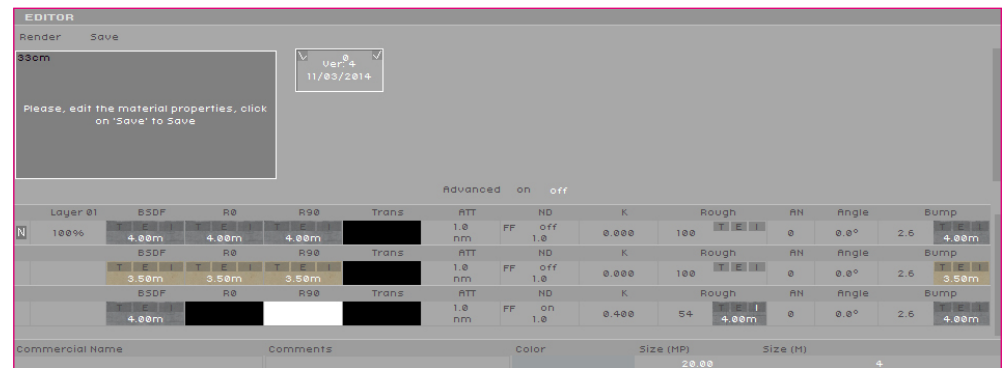 EDITOR
Render Save
33cm
0
Ver: 4
11/03/2014
Please, edit the material properties, click
on 'Save' to Save
Advanced on off
Layer 01 BSDF R0 R90 Trans ATT ND K Rough AN Angle Bump
N 100% T E I 4.00m T E I 4.00m T E I 4.00m 1.0 nm FF off 1.0 0.000 100 T E I 0 0.0° 2.6 T E I 4.00m
BSDF R0 R90 Trans ATT ND K Rough AN Angle Bump
T E I 3.50m T E I 3.50m T E I 3.50m 1.0 nm FF off 1.0 0.000 100 T E I 0 0.0° 2.6 T E I 3.50m
BSDF R0 R90 Trans ATT ND K Rough AN Angle Bump
T E I 4.00m 1.0 nm FF on 1.0 0.400 54 T E I 4.00m 0 0.0° 2.6 T E I 4.00m
Commercial Name Comments Color Size (MP) Size (M)
20.00 4